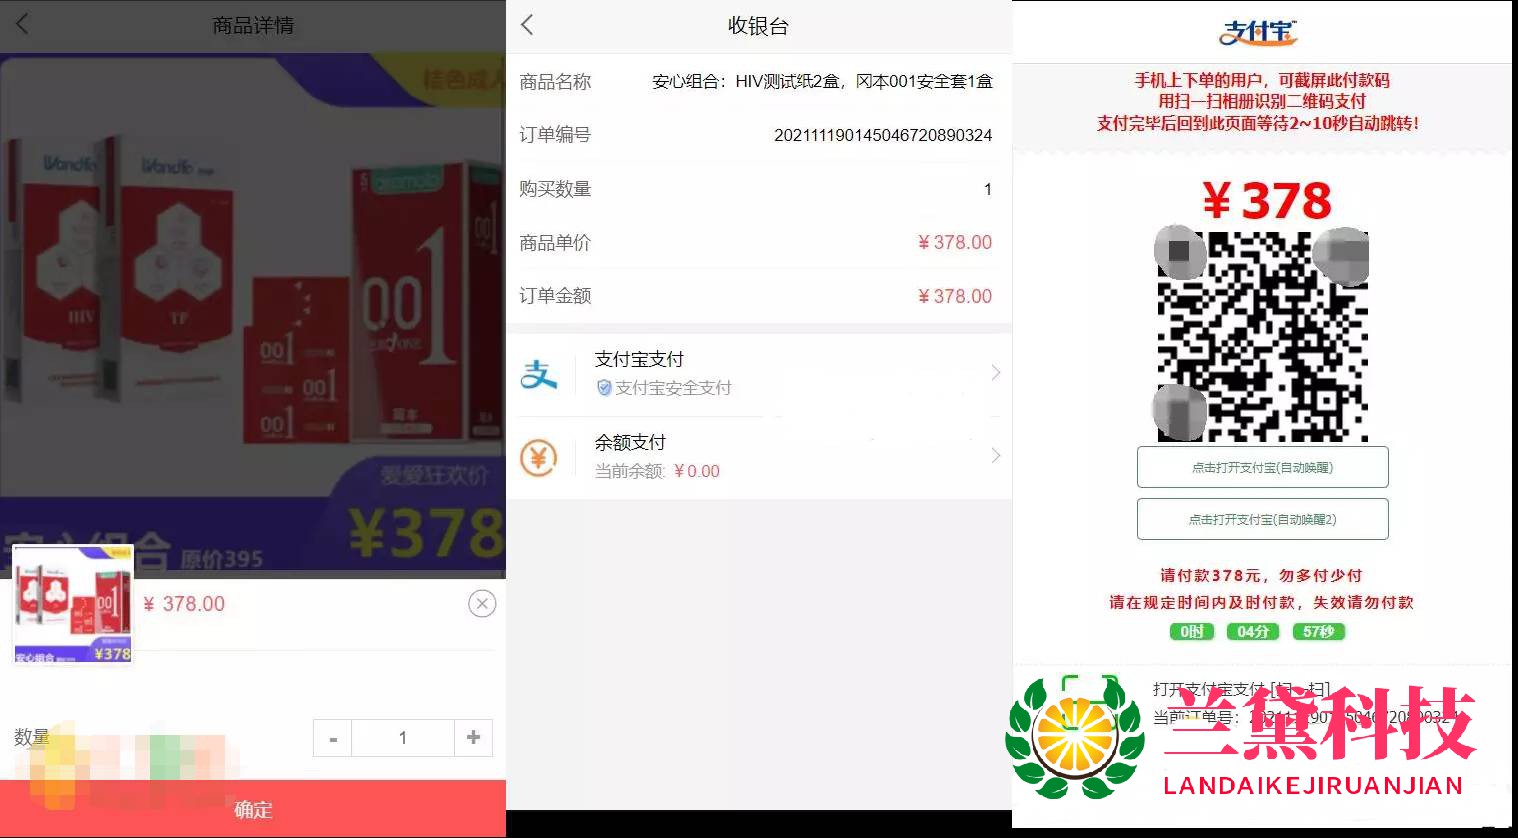 商品详情
桔色成人
Wondfo
Wondfo
HIV
TP
okamoto
001
001
001
001
001
冈本
爱爱狂欢价
¥378
安心组合 原价395
安心组合
¥378
¥ 378.00
数量
-
1
+
确定
收银台
商品名称
安心组合：HIV测试纸2盒，冈本001安全套1盒
订单编号
202111190145046720890324
购买数量
1
商品单价
¥ 378.00
订单金额
¥ 378.00
支付宝支付
支付宝安全支付
余额支付
当前余额: ¥ 0.00
支付宝
手机上下单的用户，可截屏此付款码
用扫一扫相册识别二维码支付
支付完毕后回到此页面等待2~10秒自动跳转!
¥ 378
点击打开支付宝(自动唤醒)
点击打开支付宝(自动唤醒2)
请付款378元，勿多付少付
请在规定时间内及时付款，失效请勿付款
0时 04分 57秒
打开支付宝支付 [扫一扫]
当前订单号：202111190145046720890324
兰黛科技
LANDAIKEJIRUANJIAN